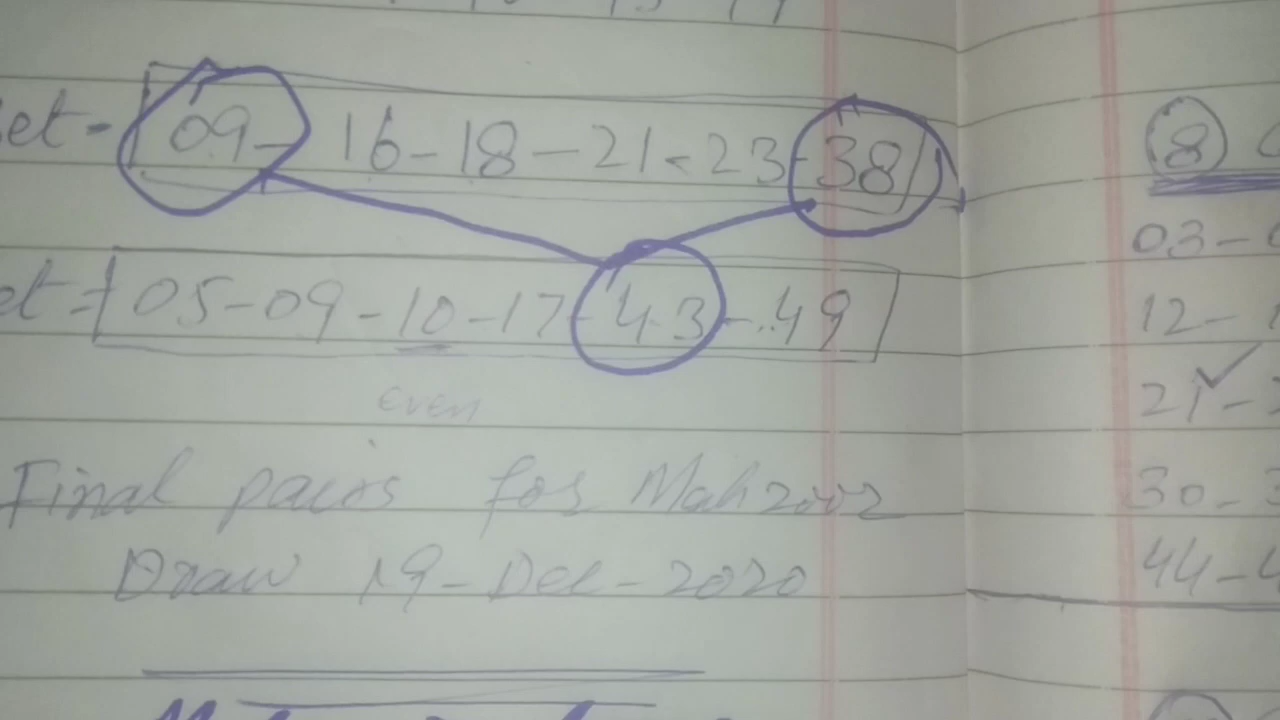 et - 09 - 16 - 18 - 21 - 23 - 38
et = 05 - 09 - 10 - 17 - 43 - 49
even
Final pairs for Mahzooz
Draw 19 - Dec - 2020
8
03 -
12 -
21 ✓ -
30 -
44 -